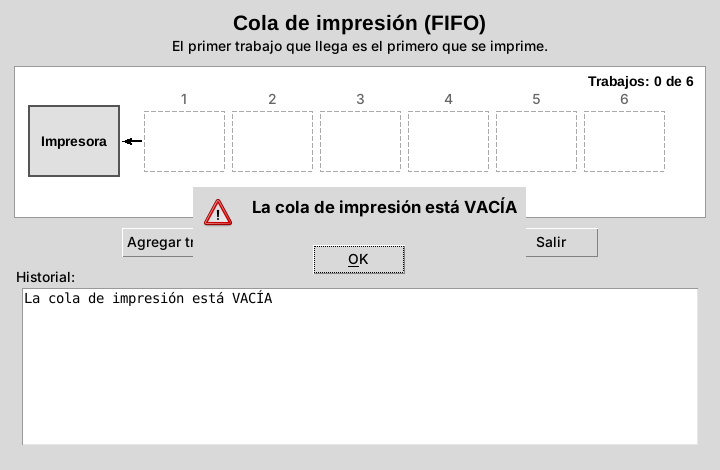 Cola de impresión (FIFO)
El primer trabajo que llega es el primero que se imprime.
Trabajos: 0 de 6
1 2 3 4 5 6
Impresora
La cola de impresión está VACÍA
Agregar Salir
OK
Historial:
La cola de impresión está VACÍA